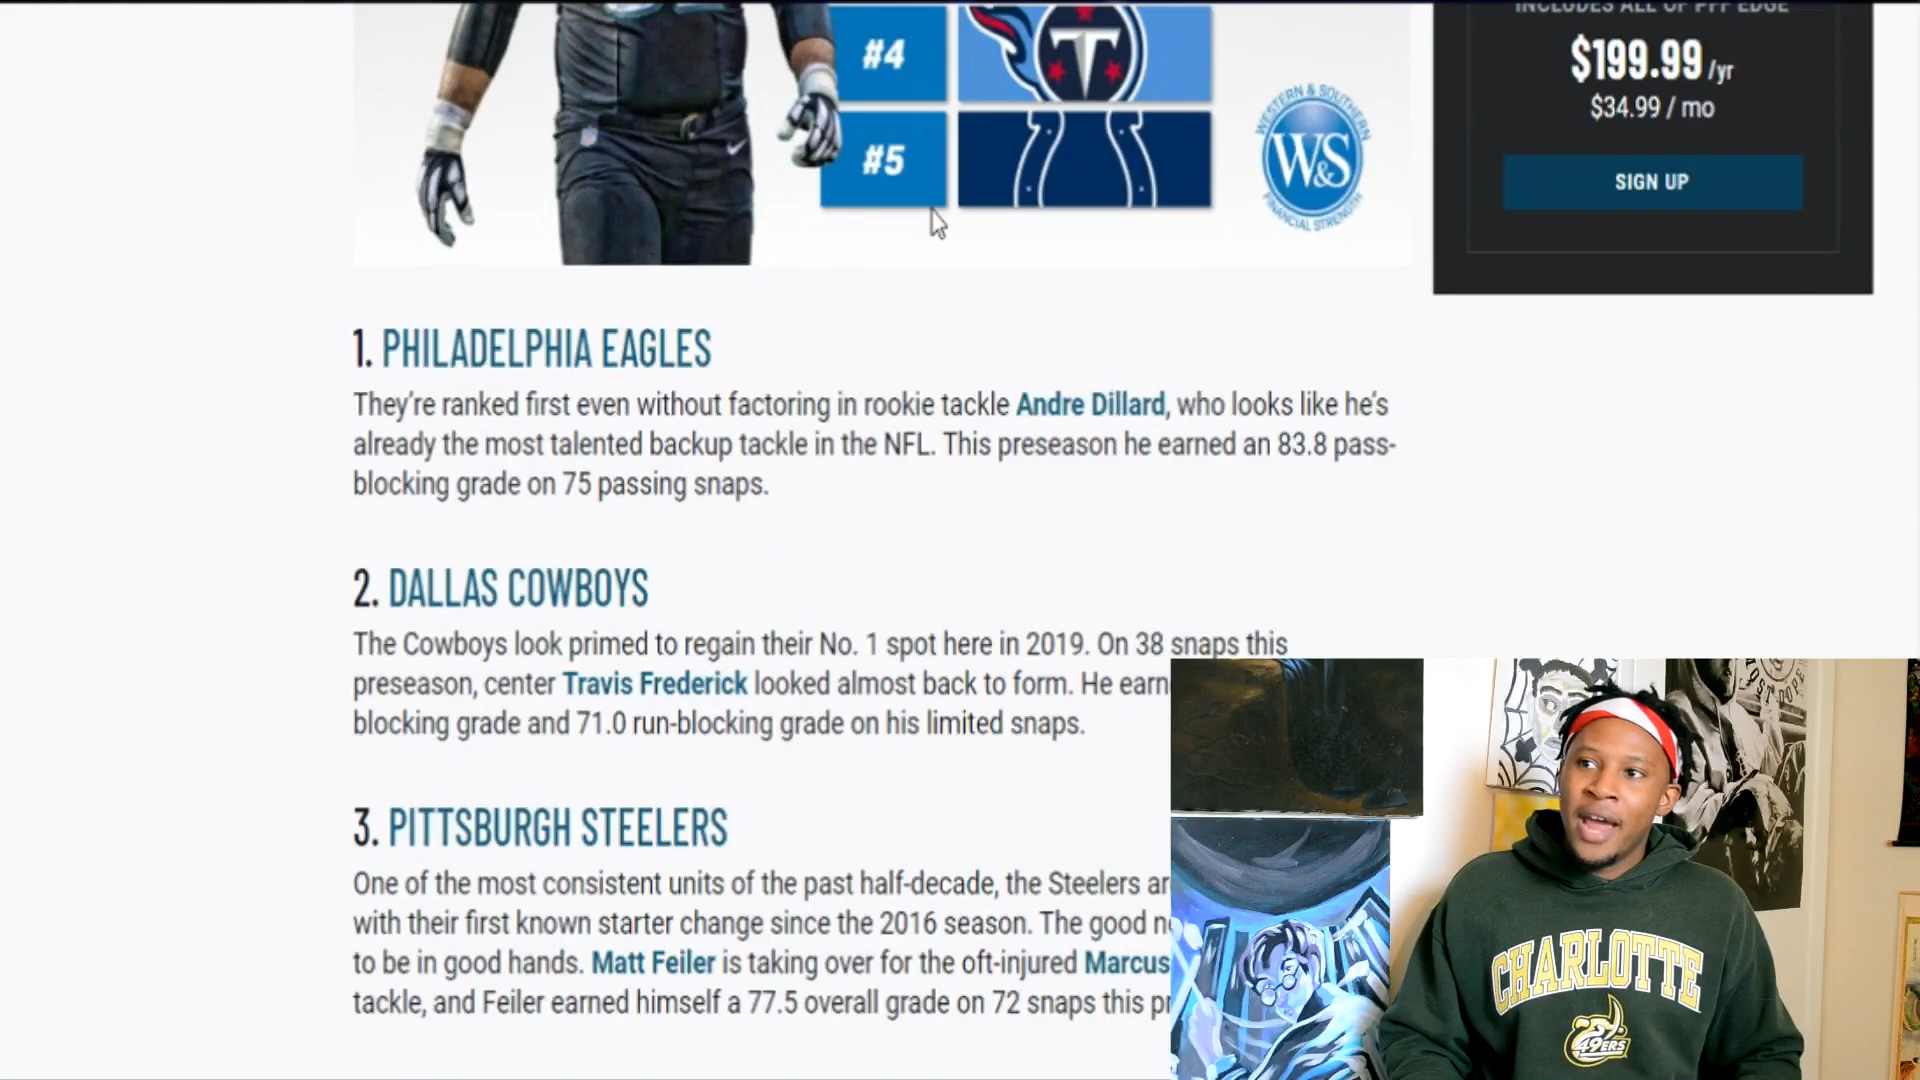 INCLUDES ALL OF PFF EDGE
$199.99 /yr
$34.99 / mo
SIGN UP
#4
#5
WESTERN & SOUTHERN
W&S
FINANCIAL STRENGTH
1. PHILADELPHIA EAGLES
They're ranked first even without factoring in rookie tackle Andre Dillard, who looks like he's
already the most talented backup tackle in the NFL. This preseason he earned an 83.8 pass-
blocking grade on 75 passing snaps.
2. DALLAS COWBOYS
The Cowboys look primed to regain their No. 1 spot here in 2019. On 38 snaps this
preseason, center Travis Frederick looked almost back to form. He earn
blocking grade and 71.0 run-blocking grade on his limited snaps.
3. PITTSBURGH STEELERS
One of the most consistent units of the past half-decade, the Steelers ar
with their first known starter change since the 2016 season. The good n
to be in good hands. Matt Feiler is taking over for the oft-injured Marcus
tackle, and Feiler earned himself a 77.5 overall grade on 72 snaps this pr
CHARLOTTE
49ERS